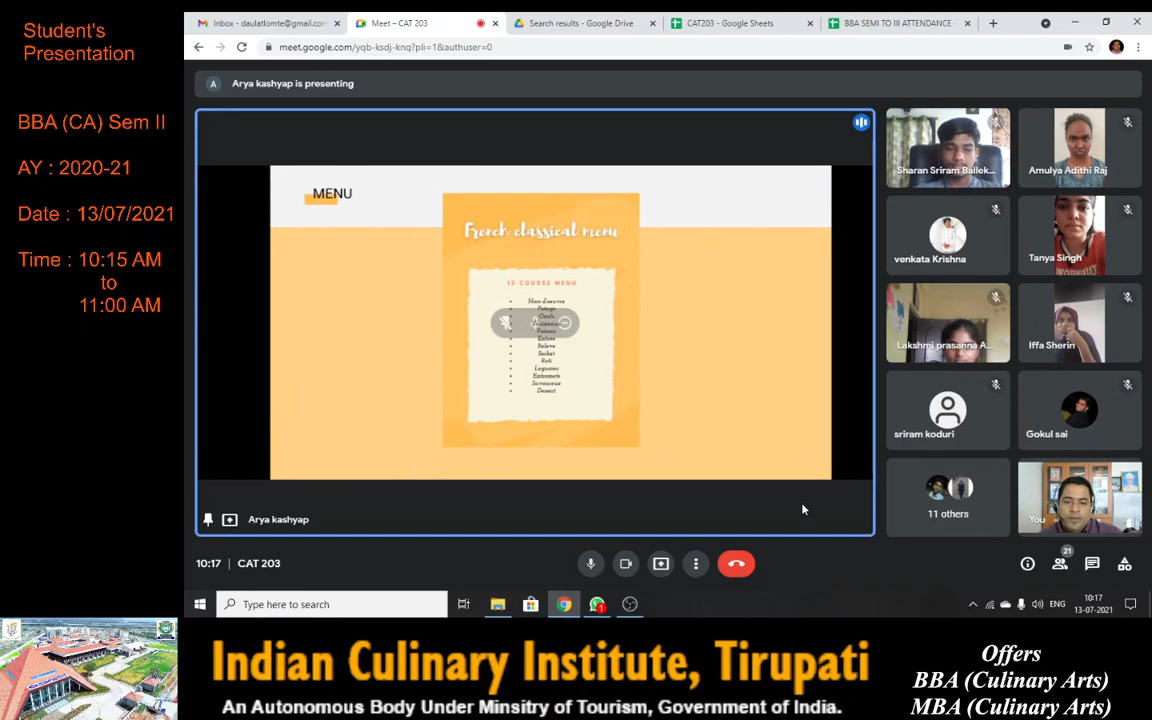 Student's
Presentation
BBA (CA) Sem II
AY : 2020-21
Date : 13/07/2021
Time : 10:15 AM
to
11:00 AM
Inbox - daulatlomte@gmail.com
Meet – CAT 203
Search results - Google Drive
CAT203 - Google Sheets
BBA SEMI TO III ATTENDANCE -
meet.google.com/yqb-ksdj-knq?pli=1&authuser=0
A
Arya kashyap is presenting
MENU
French classical menu
13 COURSE MENU
Hors d'oeuvre
Potage
Oeufs
Poisson
Entree
Releve
Sorbet
Roti
Legumes
Entremets
Savoureux
Dessert
Arya kashyap
Sharan Sriram Ballek...
Amulya Adithi Raj
venkata Krishna
Tanya Singh
Lakshmi prasanna A...
Iffa Sherin
sriram koduri
Gokul sai
11 others
You
10:17 | CAT 203
21
Type here to search
1
ENG
10:17
13-07-2021
Indian Culinary Institute, Tirupati
An Autonomous Body Under Minsitry of Tourism, Government of India.
Offers
BBA (Culinary Arts)
MBA (Culinary Arts)